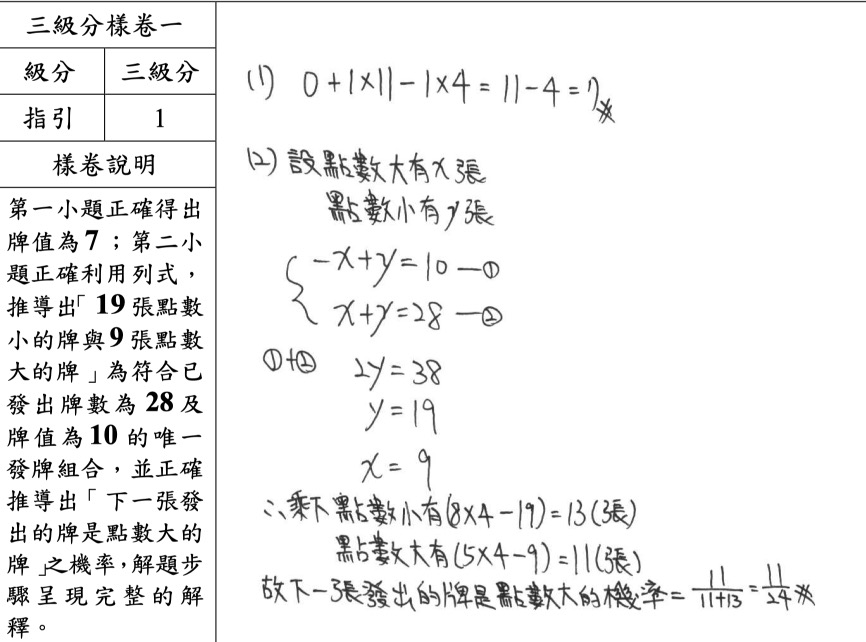 三級分樣卷一
級分 三級分
指引 1
樣卷說明
第一小題正確得出
牌值為7；第二小
題正確利用列式，
推導出「19張點數
小的牌與9張點數
大的牌」為符合已
發出牌數為28及
牌值為10的唯一
發牌組合，並正確
推導出「下一張發
出的牌是點數大的
牌」之機率，解題步
驟呈現完整的解
釋。
(1) 0+1×11-1×4=11-4=7※
(2) 設點數大有x張
點數小有y張
{ -x+y=10 —①
x+y=28 —②
①+② 2y=38
y=19
x=9
∴剩下點數小有(8×4-19)=13(張)
點數大有(5×4-9)=11(張)
故下一張發出的牌是點數大的機率=11/11+13=11/24※